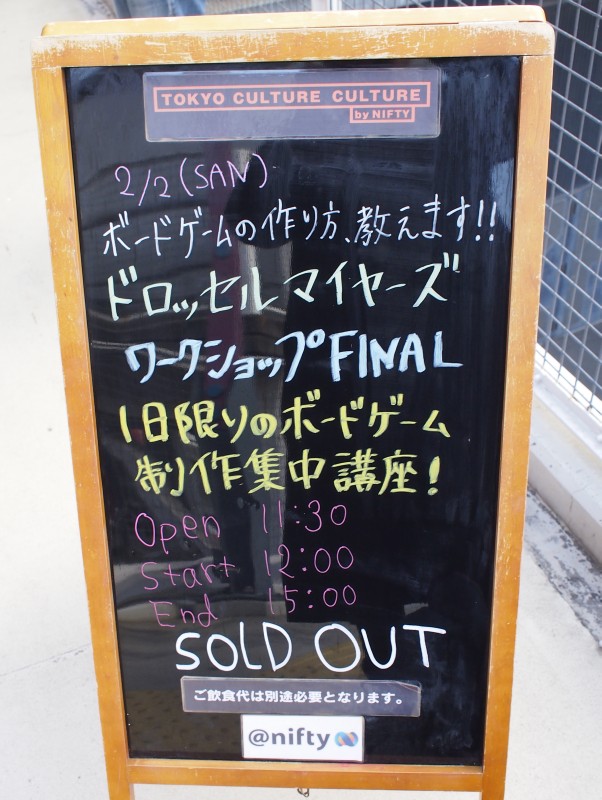 TOKYO CULTURE CULTURE
by NIFTY
2/2(SAN)
ボードゲームの作り方、教えます!!
ドロッセルマイヤーズ
ワークショップFINAL
1日限りのボードゲーム
制作集中講座!
Open 11:30
Start 12:00
End 15:00
SOLD OUT
ご飲食代は別途必要となります。
@nifty